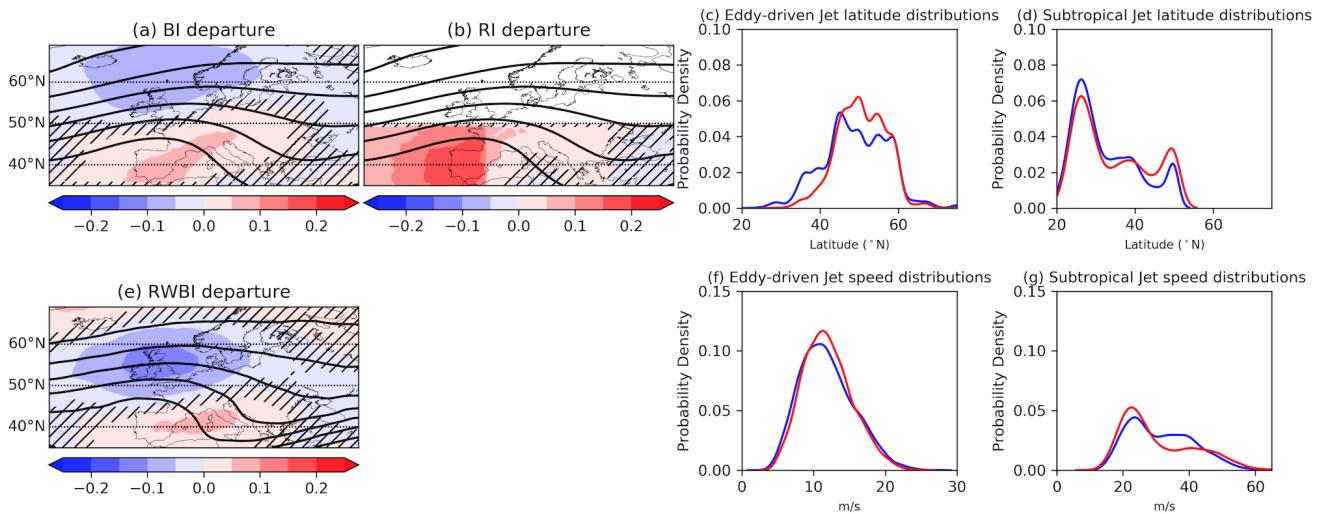 (a) BI departure
(b) RI departure
60°N
50°N
40°N
−0.2 −0.1 0.0 0.1 0.2
−0.2 −0.1 0.0 0.1 0.2
(c) Eddy-driven Jet latitude distributions
Probability Density
0.10
0.08
0.06
0.04
0.02
0.00
20 40 60
Latitude (°N)
(d) Subtropical Jet latitude distributions
Probability Density
0.10
0.08
0.06
0.04
0.02
0.00
20 40 60
Latitude (°N)
(e) RWBI departure
60°N
50°N
40°N
−0.2 −0.1 0.0 0.1 0.2
(f) Eddy-driven Jet speed distributions
Probability Density
0.15
0.10
0.05
0.00
0 10 20 30
m/s
(g) Subtropical Jet speed distributions
Probability Density
0.15
0.10
0.05
0.00
0 20 40 60
m/s